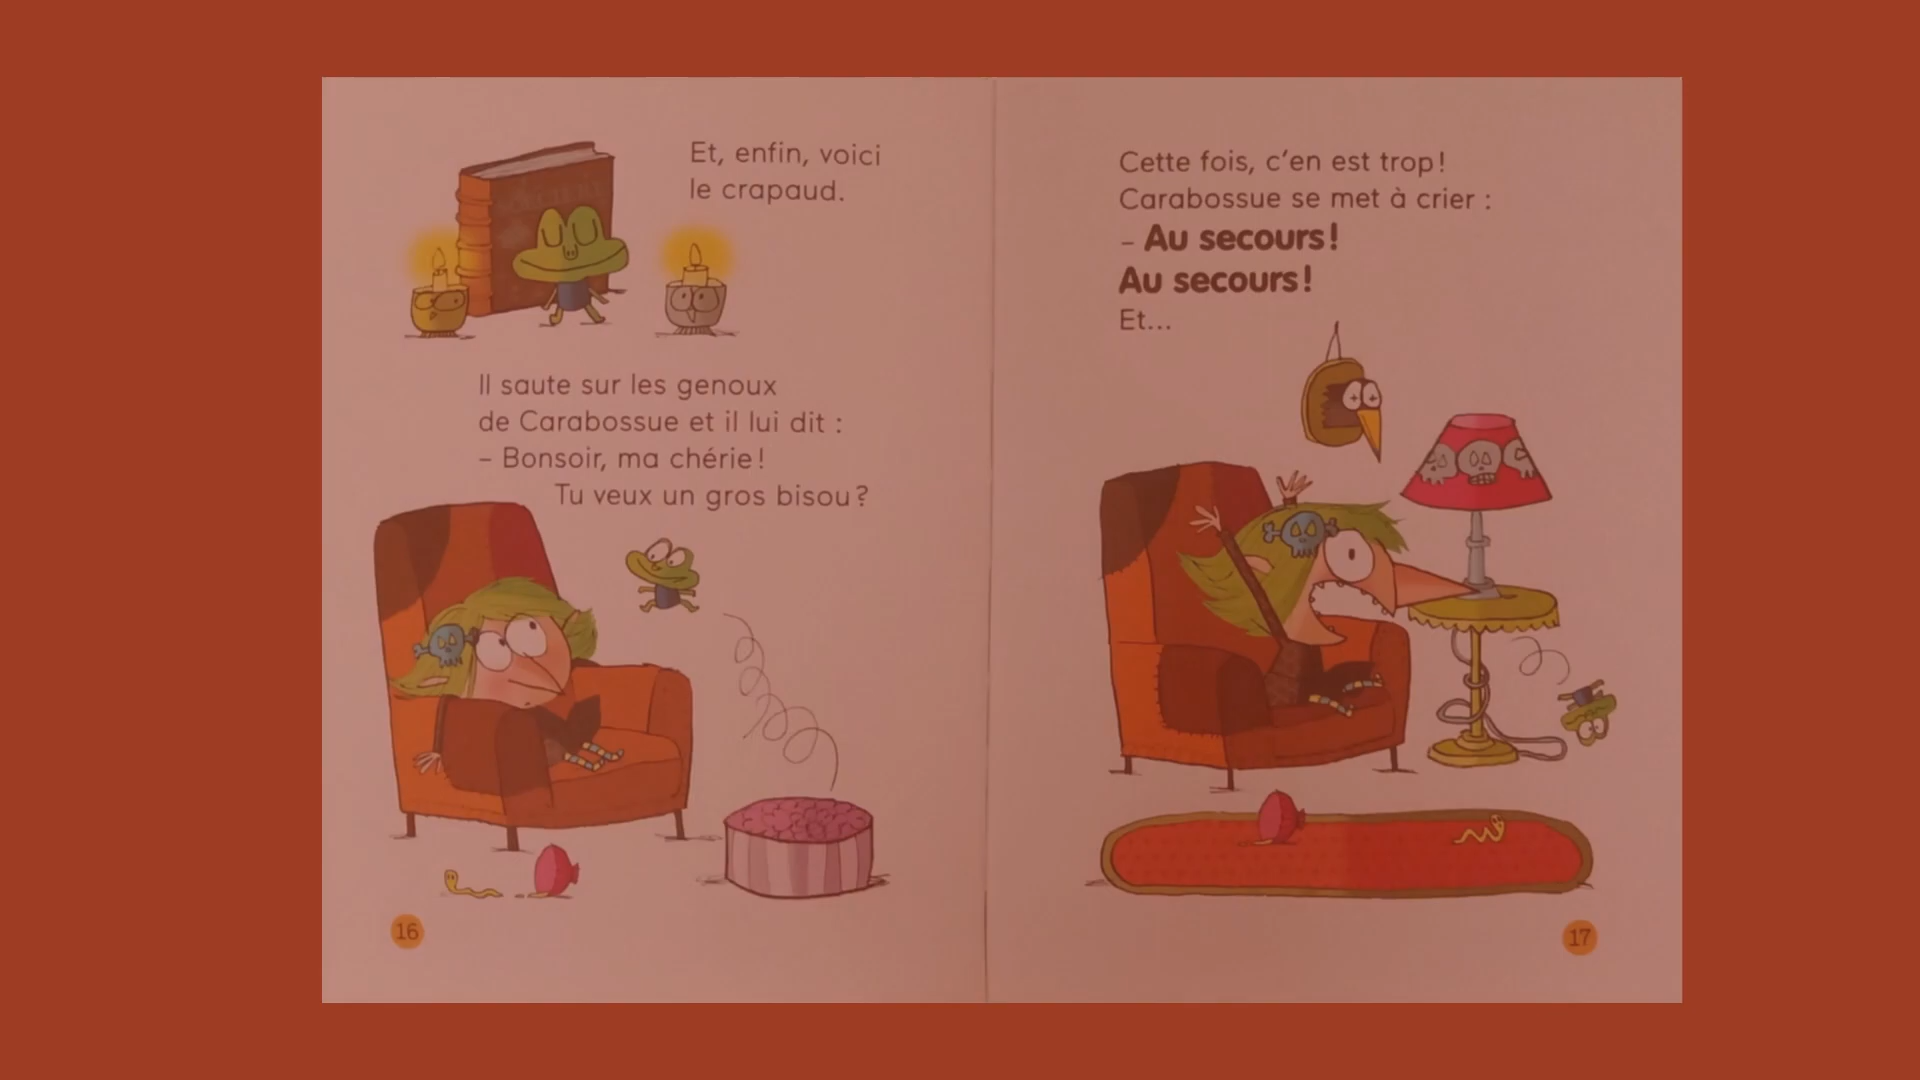 Et, enfin, voici
le crapaud.
Il saute sur les genoux
de Carabossue et il lui dit :
– Bonsoir, ma chérie !
Tu veux un gros bisou ?
16
Cette fois, c'en est trop !
Carabossue se met à crier :
– Au secours !
Au secours !
Et...
17